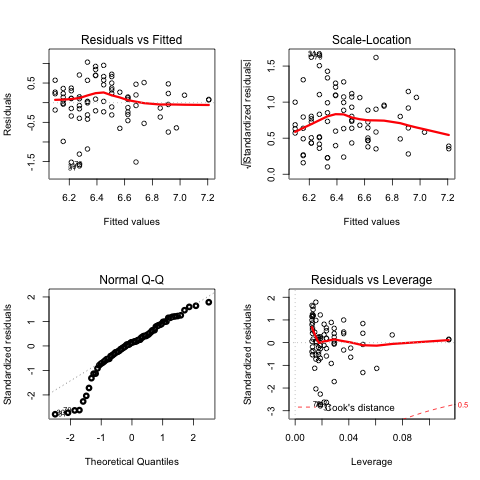 Residuals vs Fitted
Residuals
0.5
-0.5
-1.5
6.2 6.4 6.6 6.8 7.0 7.2
Fitted values
Scale-Location
√|Standardized residuals|
1.5
1.0
0.5
0.0
6.2 6.4 6.6 6.8 7.0 7.2
Fitted values
Normal Q-Q
Standardized residuals
2
1
0
-1
-2
-2 -1 0 1 2
Theoretical Quantiles
Residuals vs Leverage
Standardized residuals
2
1
0
-1
-2
-3
Cook's distance
0.5
0.00 0.04 0.08
Leverage